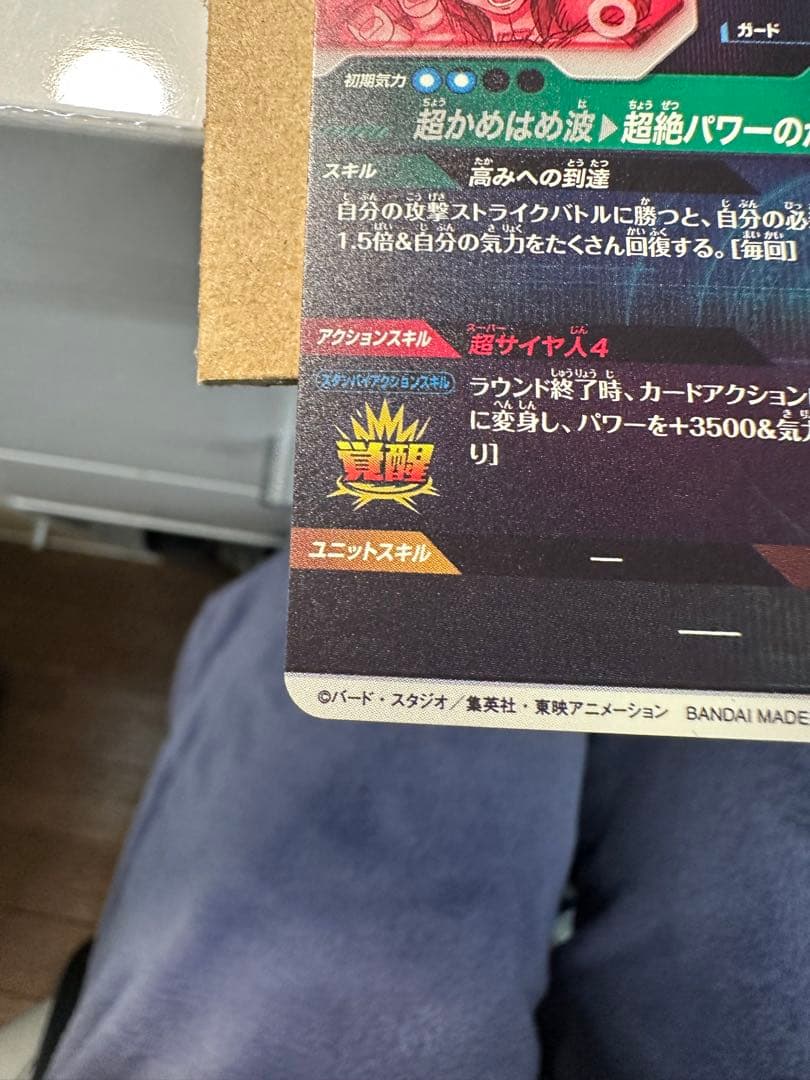 ガード
初期気力
超かめはめ波▶超絶パワーの
スキル
高みへの到達
自分の攻撃ストライクバトルに勝つと、自分の必
1.5倍&自分の気力をたくさん回復する。[毎回]
アクションスキル
超サイヤ人4
スタンバイアクションスキル
ラウンド終了時、カードアクション
に変身し、パワーを+3500&気力
り]
覚醒
ユニットスキル
—
—
©バード・スタジオ／集英社・東映アニメーション BANDAI MADE